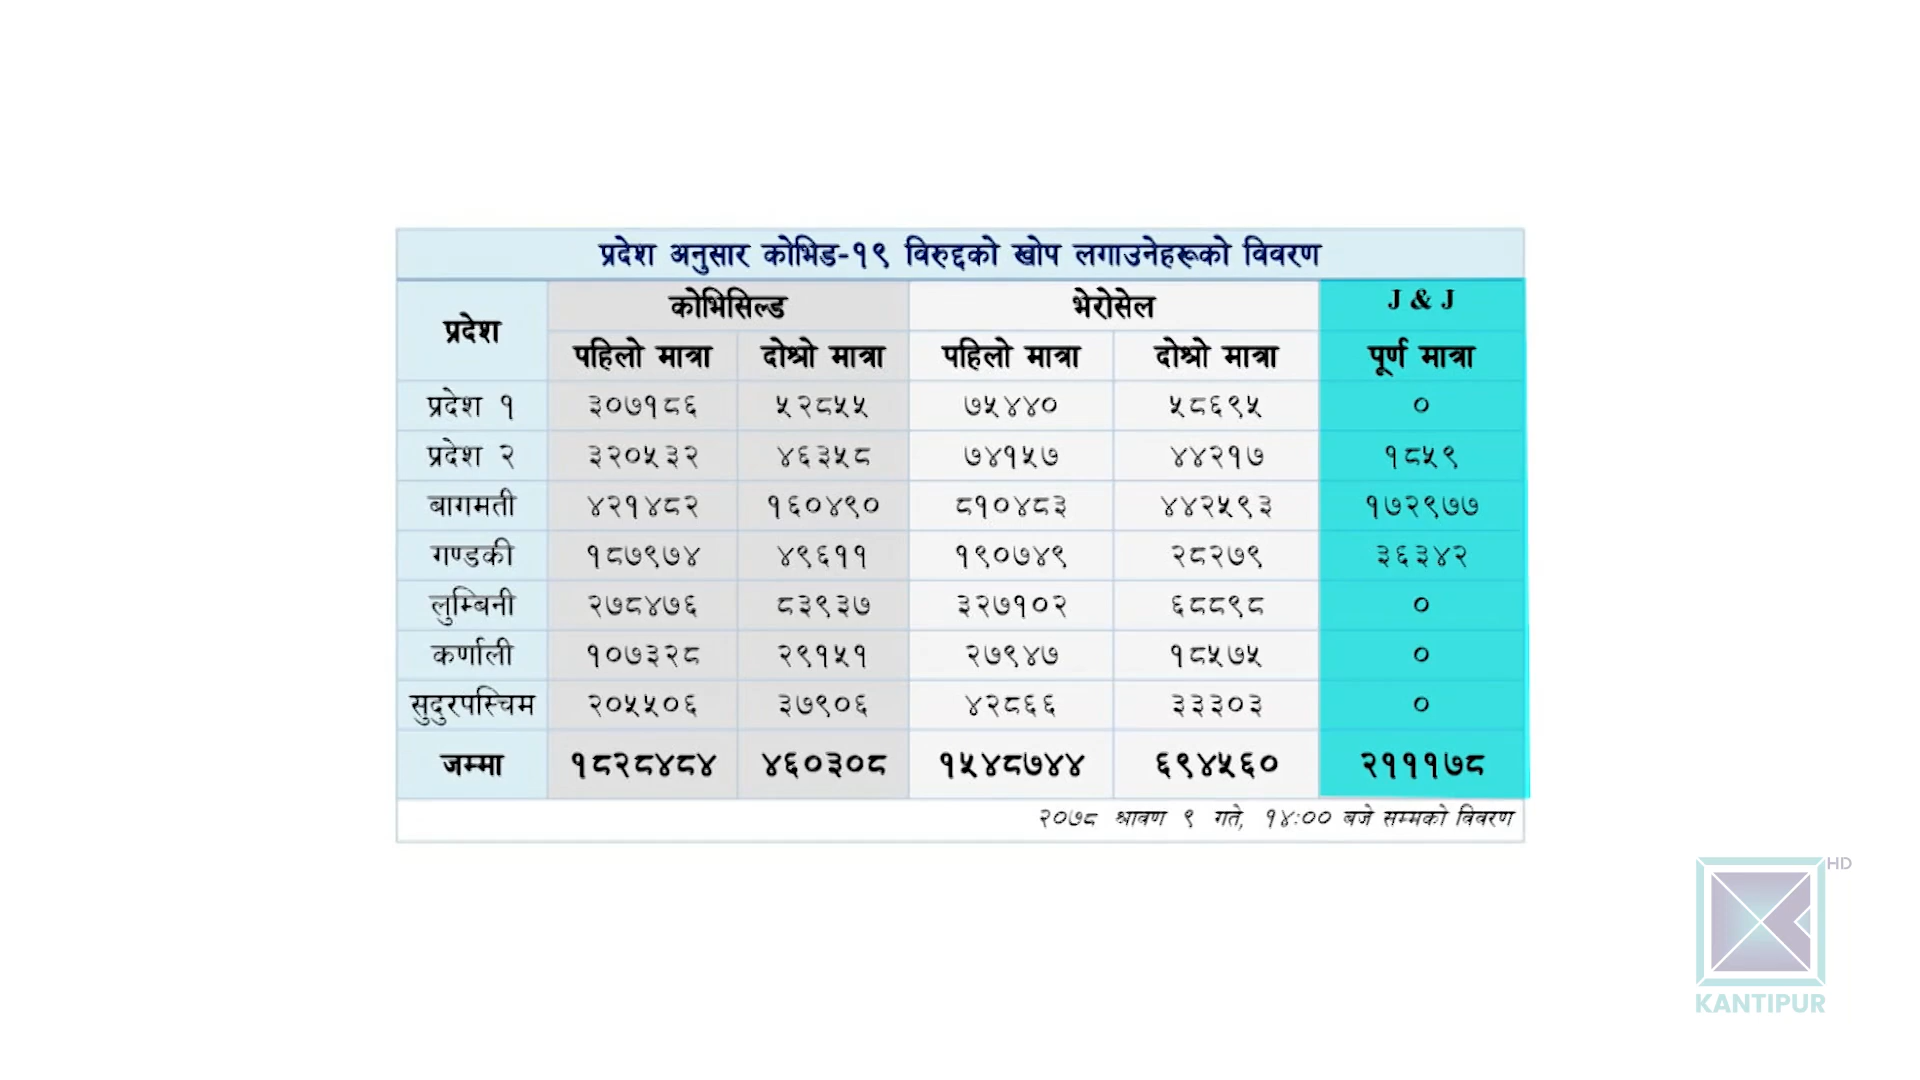 प्रदेश अनुसार कोभिड-१९ विरुद्दको खोप लगाउनेहरूको विवरण
प्रदेश कोभिसिल्ड भेरोसेल J & J
पहिलो मात्रा दोश्रो मात्रा पहिलो मात्रा दोश्रो मात्रा पूर्ण मात्रा
प्रदेश १ ३०७१८६ ५२८५५ ७५४४० ५८६९५ ०
प्रदेश २ ३२०५३२ ४६३५८ ७४१५७ ४४२१७ १८५९
बागमती ४२१४८२ १६०४९० ८१०४८३ ४४२५९३ १७२९७७
गण्डकी १८७९७४ ४९६११ १९०७४९ २८२७९ ३६३४२
लुम्बिनी २७८४७६ ८३९३७ ३२७१०२ ६८८९८ ०
कर्णाली १०७३२८ २९१५१ २७९४७ १८५७५ ०
सुदुरपस्चिम २०५५०६ ३७९०६ ४२८६६ ३३३०३ ०
जम्मा १८२८४८४ ४६०३०८ १५४८७४४ ६९४५६० २१११७८
२०७८ श्रावण ९ गते, १४:०० बजे सम्मको विवरण
HD
KANTIPUR